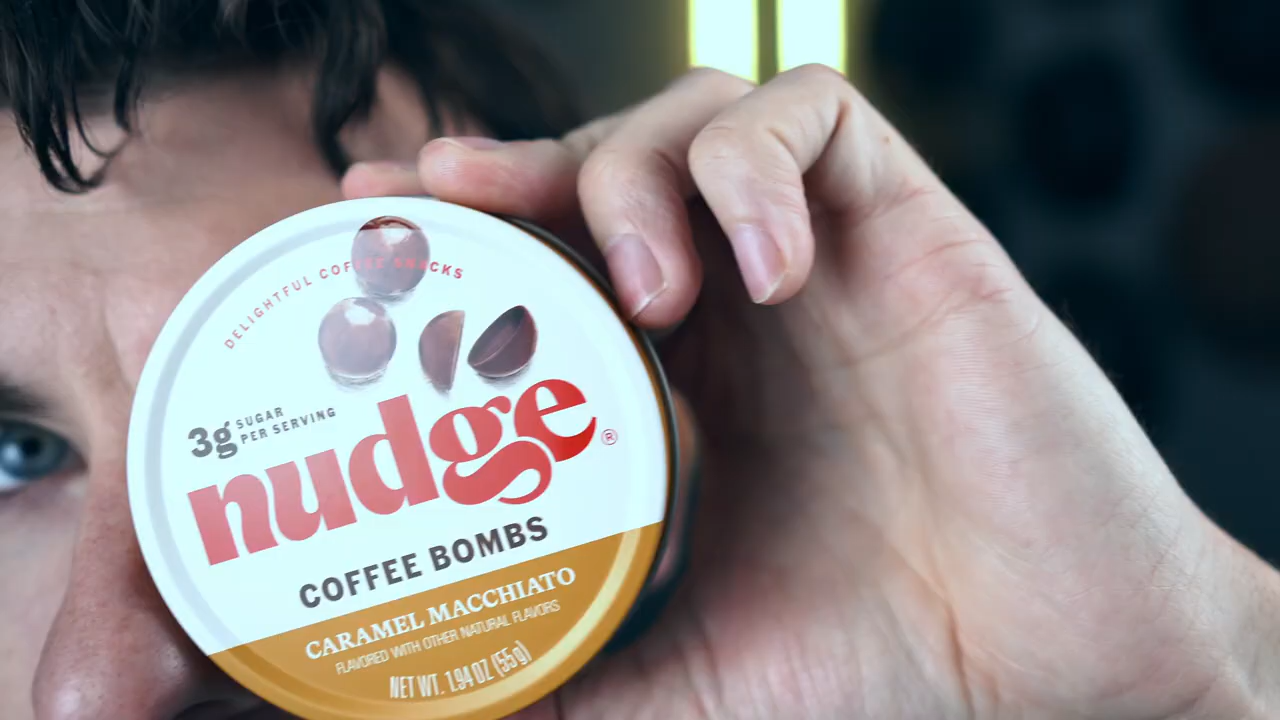 DELIGHTFUL COFFEE SNACKS
3g SUGAR
PER SERVING
nudge®
COFFEE BOMBS
CARAMEL MACCHIATO
FLAVORED WITH OTHER NATURAL FLAVORS
NET WT. 1.94 OZ (55g)